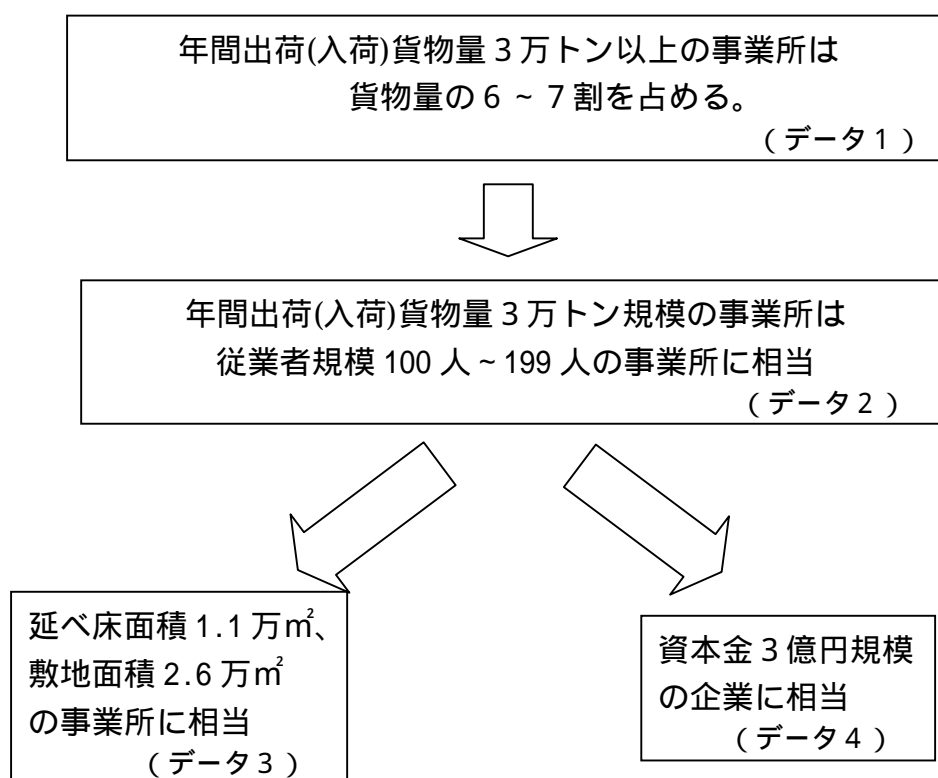 年間出荷(入荷)貨物量３万トン以上の事業所は
貨物量の６～７割を占める。
（データ１）
年間出荷(入荷)貨物量３万トン規模の事業所は
従業者規模 100 人～199 人の事業所に相当
（データ２）
延べ床面積 1.1 万㎡、
敷地面積 2.6 万㎡
の事業所に相当
（データ３）
資本金３億円規模
の企業に相当
（データ４）